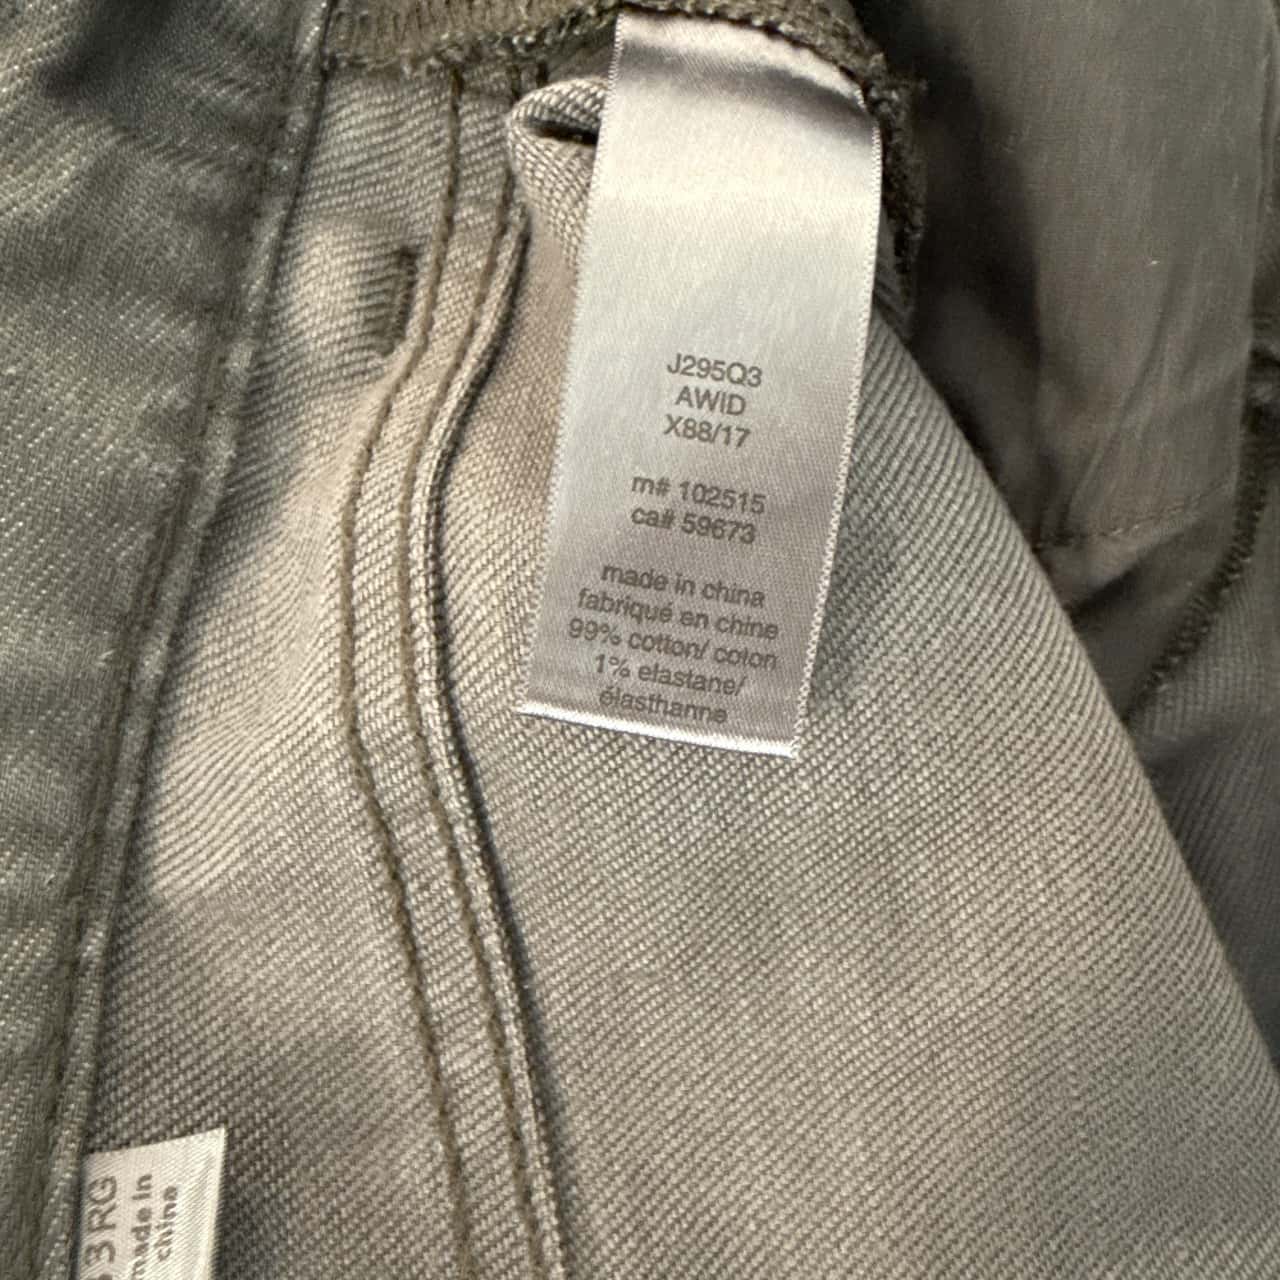 J295Q3
AWID
X88/17
m# 102515
ca# 59673
made in china
fabriqué en chine
99% cotton/ coton
1% elastane/
élasthanne
3RG
made in
china